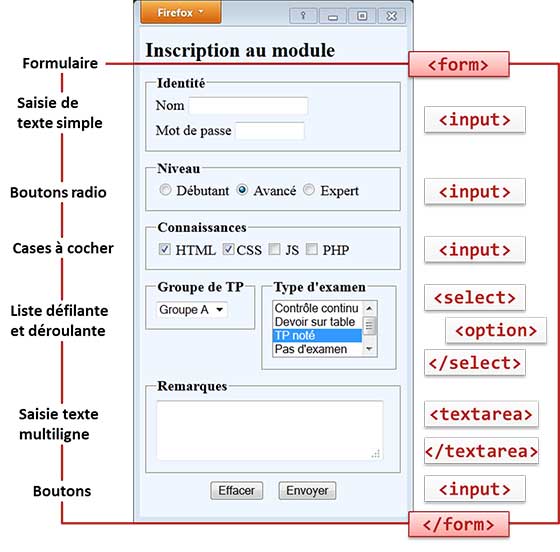 Firefox
Inscription au module
Formulaire
<form>
Identité
Saisie de
texte simple
Nom
<input>
Mot de passe
Niveau
Boutons radio
Débutant Avancé Expert
<input>
Connaissances
Cases à cocher
HTML CSS JS PHP
<input>
Groupe de TP
Type d'examen
Liste défilante
et déroulante
Groupe A
Contrôle continu
Devoir sur table
TP noté
Pas d'examen
<select>
<option>
</select>
Remarques
Saisie texte
multiligne
<textarea>
</textarea>
Boutons
Effacer Envoyer
<input>
</form>